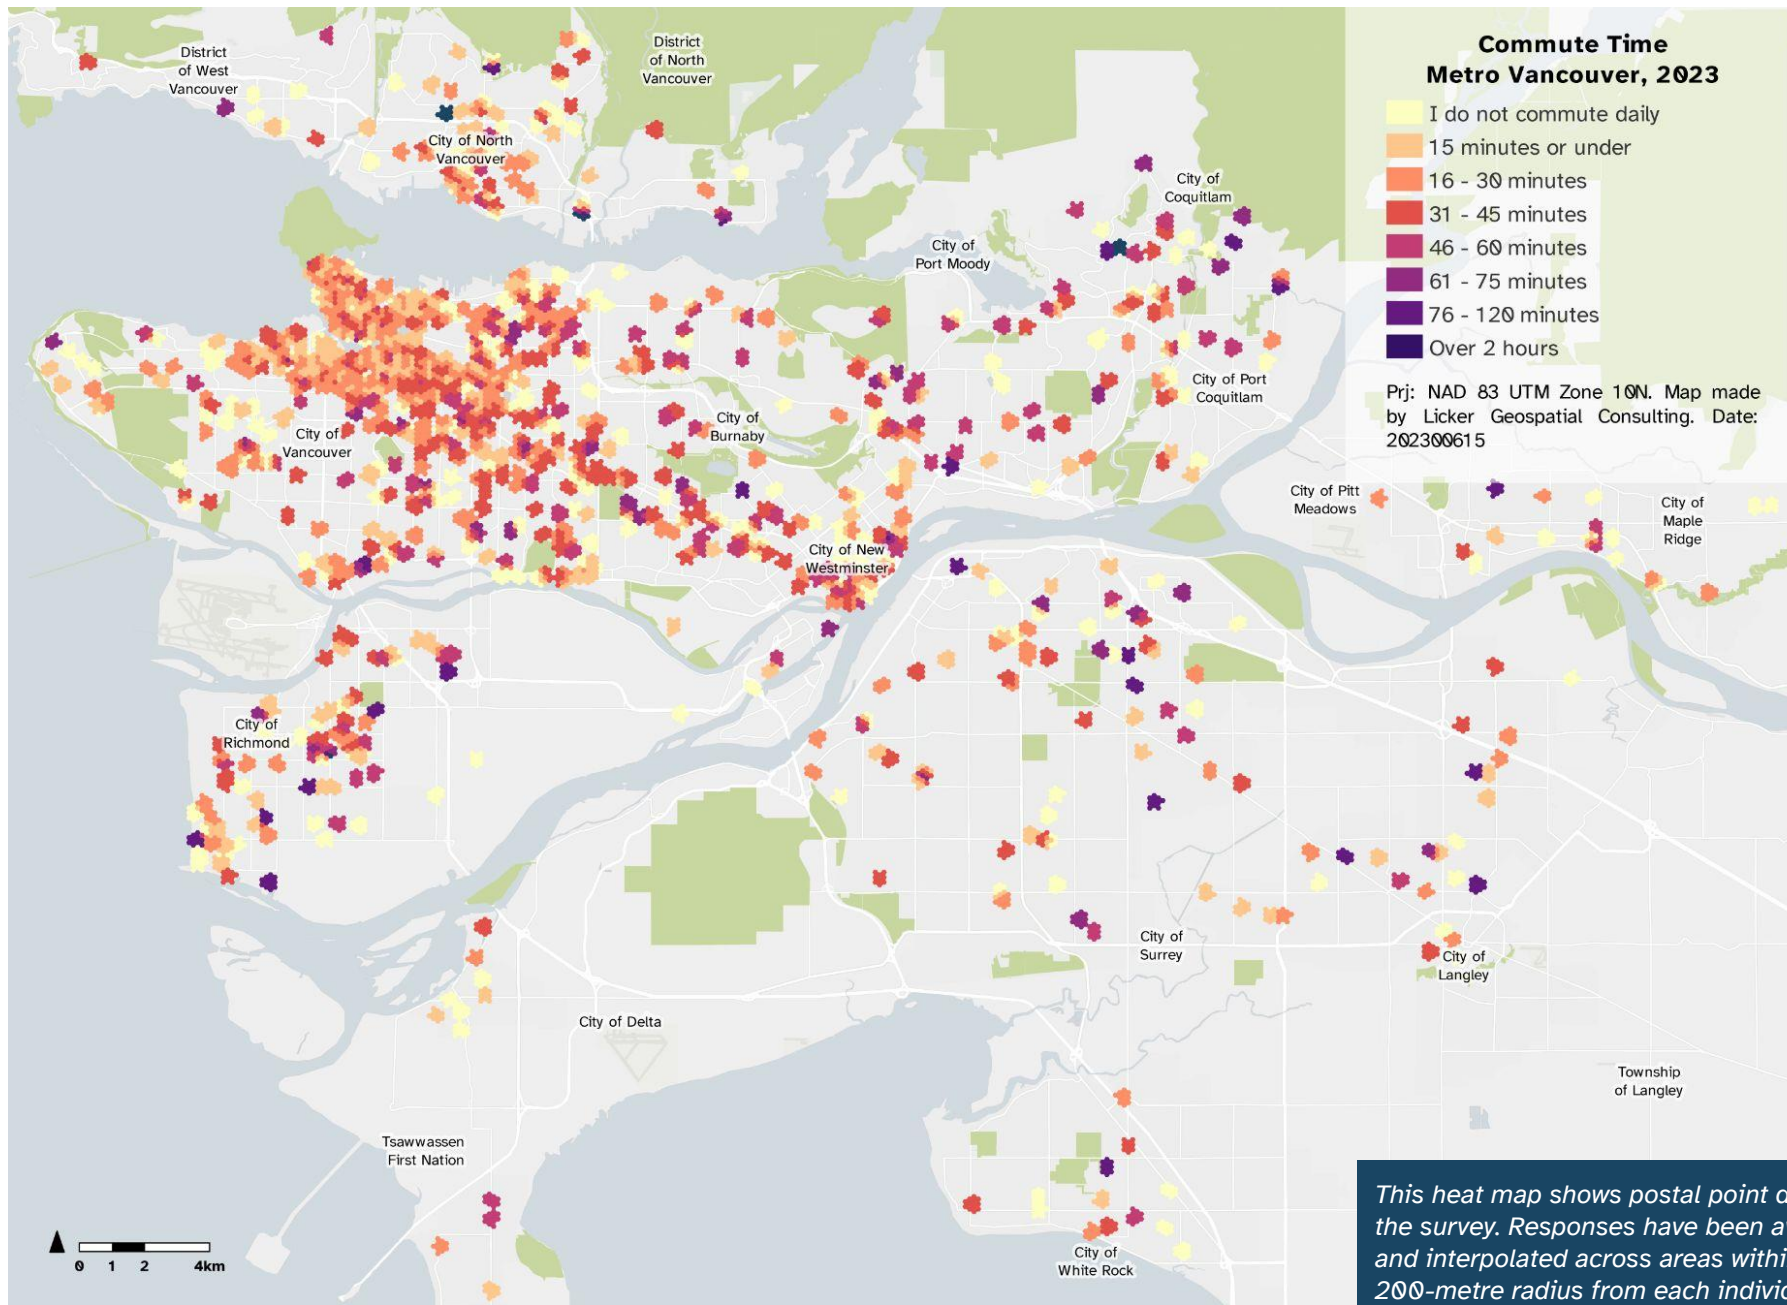 District
of West
Vancouver
District
of North
Vancouver
City of North
Vancouver
City of
Coquitlam
City of
Port Moody
City of Port
Coquitlam
City of
Burnaby
City of
Vancouver
City of New
Westminster
City of Pitt
Meadows
City of
Maple
Ridge
City of
Richmond
City of
Surrey
City of
Langley
City of Delta
Township
of Langley
Tsawwassen
First Nation
City of
White Rock
0 1 2 4km
Commute Time
Metro Vancouver, 2023
I do not commute daily
15 minutes or under
16 - 30 minutes
31 - 45 minutes
46 - 60 minutes
61 - 75 minutes
76 - 120 minutes
Over 2 hours
Prj: NAD 83 UTM Zone 10N. Map made
by Licker Geospatial Consulting. Date:
202300615
This heat map shows postal point
the survey. Responses have been
and interpolated across areas
200-metre radius from each